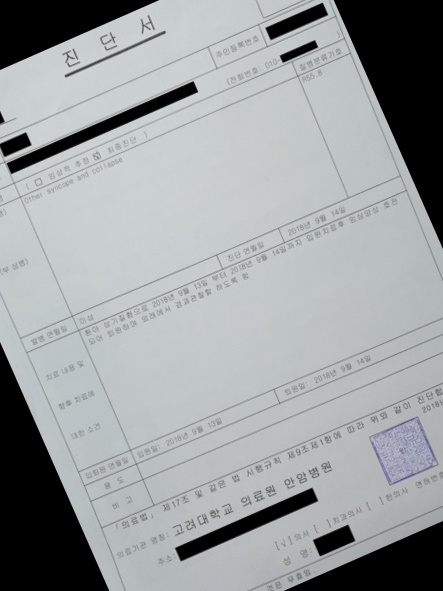 진 단 서
주민등록번호
(전화번호: 010-
( □ 임상적 추정 ☑ 최종진단 )
질병분류기호
Other syncope and collapse
R55.8
(부 상병)
발병 연월일
미상
진단 연월일
2018년 9월 14일
치료 내용 및
향후 치료에
대한 소견
환아 상기질환으로 2018년 9월 13일 부터 2018년 9월 14일까지 입원치료후 임상양상 호전
되어 퇴원하며 외래에서 경과관찰할 하도록 함.
입퇴원 연월일
입원일: 2018년 9월 13일
퇴원일: 2018년 9월 14일
용 도
비 고
「의료법」 제17조 및 같은 법 시행규칙 제9조제1항에 따라 위와 같이 진단합
2018년
의료기관 명칭: 고려대학교 의료원 안암병원
주소:
[√]의사 [ ]치과의사 [ ]한의사 면허번호
성 명: